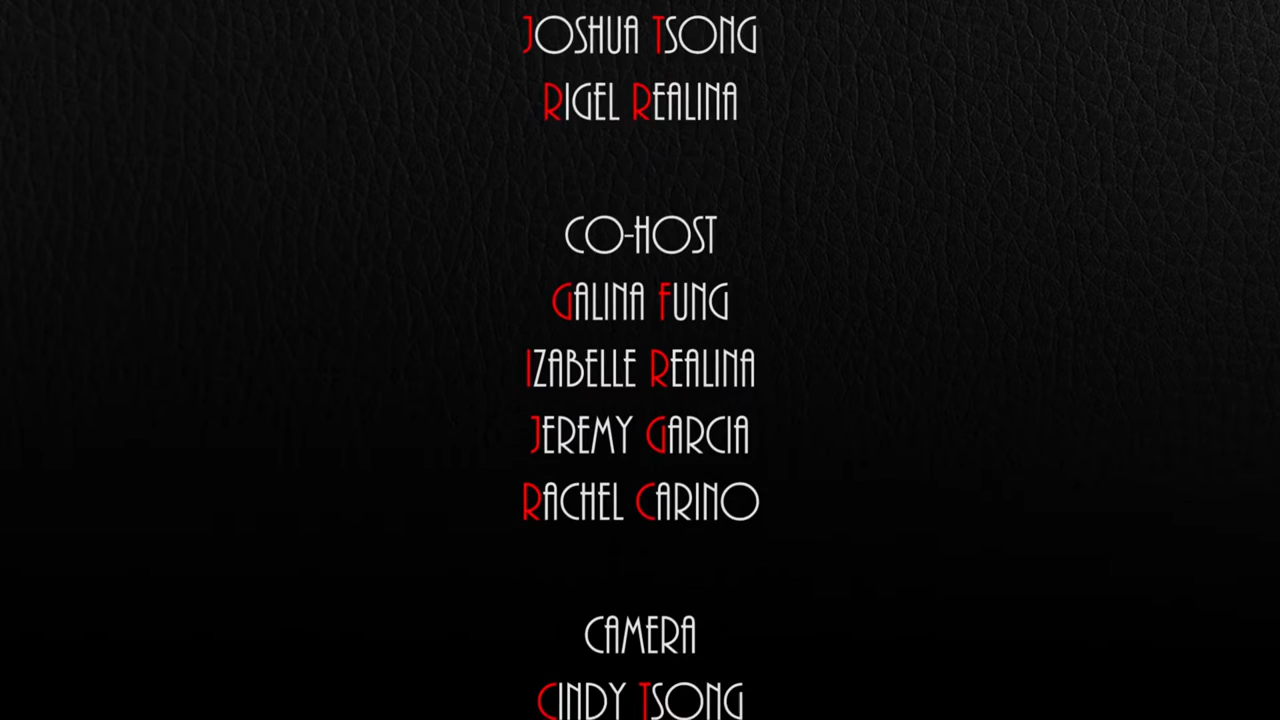 JOSHUA TSONG
RIGEL REALINA
CO-HOST
GALINA FUNG
IZABELLE REALINA
JEREMY GARCIA
RACHEL CARINO
CAMERA
CINDY TSONG